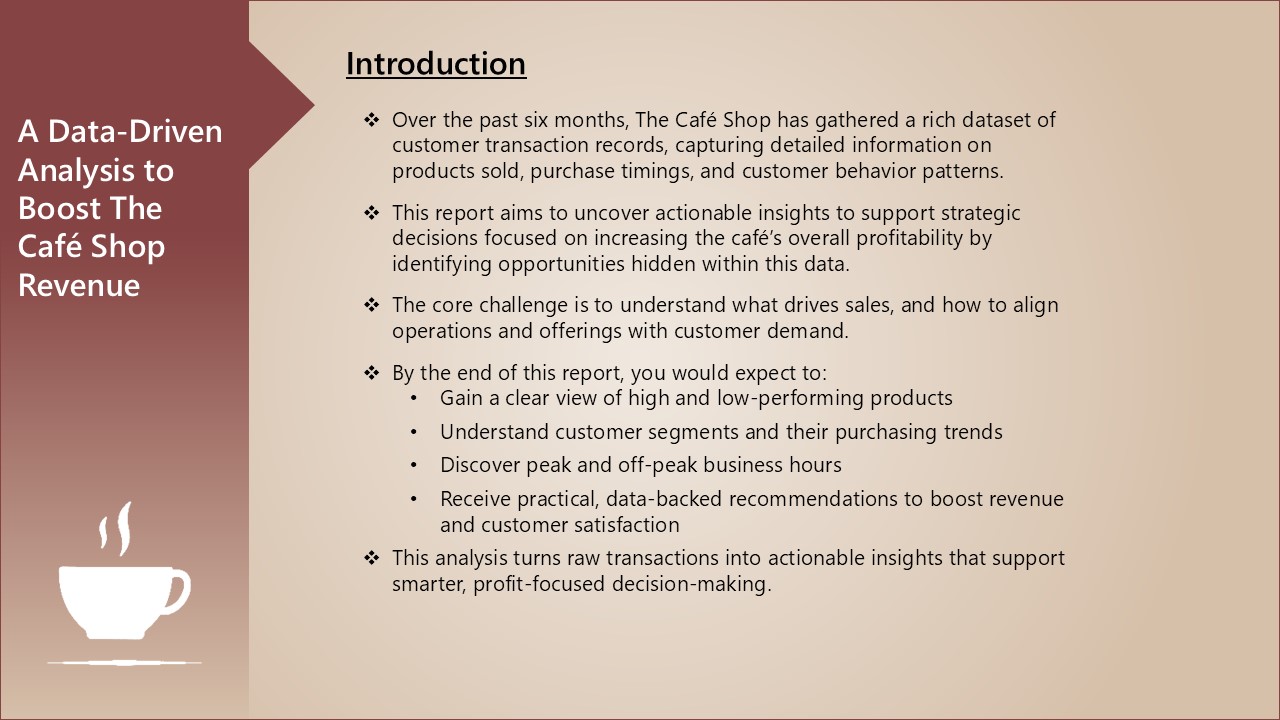 A Data-Driven
Analysis to
Boost The
Café Shop
Revenue
Introduction
❖ Over the past six months, The Café Shop has gathered a rich dataset of
customer transaction records, capturing detailed information on
products sold, purchase timings, and customer behavior patterns.
❖ This report aims to uncover actionable insights to support strategic
decisions focused on increasing the café’s overall profitability by
identifying opportunities hidden within this data.
❖ The core challenge is to understand what drives sales, and how to align
operations and offerings with customer demand.
❖ By the end of this report, you would expect to:
• Gain a clear view of high and low-performing products
• Understand customer segments and their purchasing trends
• Discover peak and off-peak business hours
• Receive practical, data-backed recommendations to boost revenue
and customer satisfaction
❖ This analysis turns raw transactions into actionable insights that support
smarter, profit-focused decision-making.